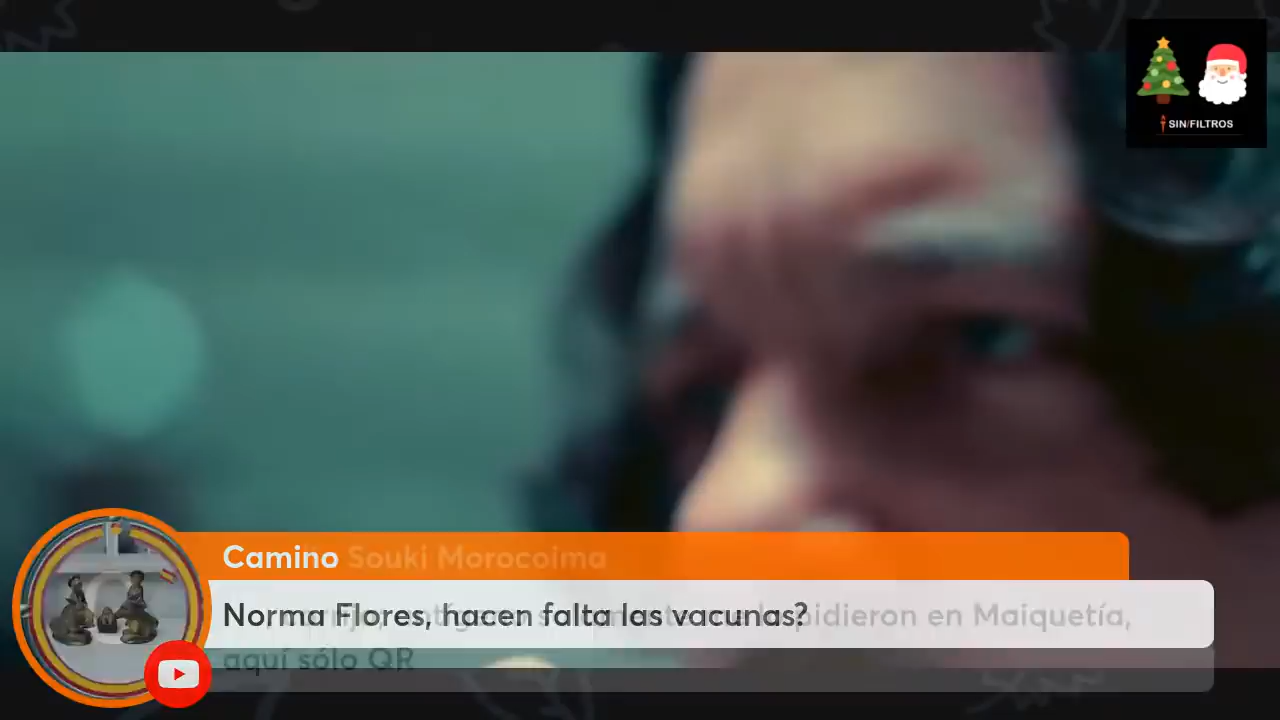 SIN/FILTROS
Camino Souki Morocoima
Norma Flores, hacen falta las vacunas?
pidieron en Maiquetía,
aquí sólo QR